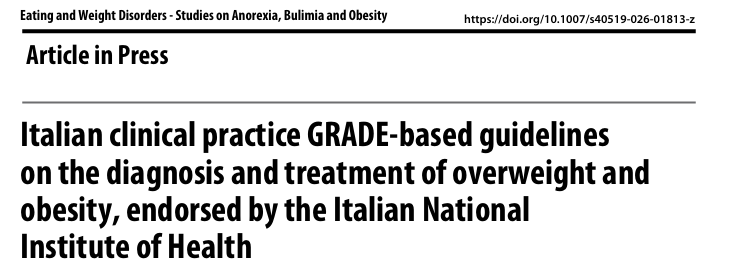 Eating and Weight Disorders - Studies on Anorexia, Bulimia and Obesity
https://doi.org/10.1007/s40519-026-01813-z
Article in Press
Italian clinical practice GRADE-based guidelines
on the diagnosis and treatment of overweight and
obesity, endorsed by the Italian National
Institute of Health